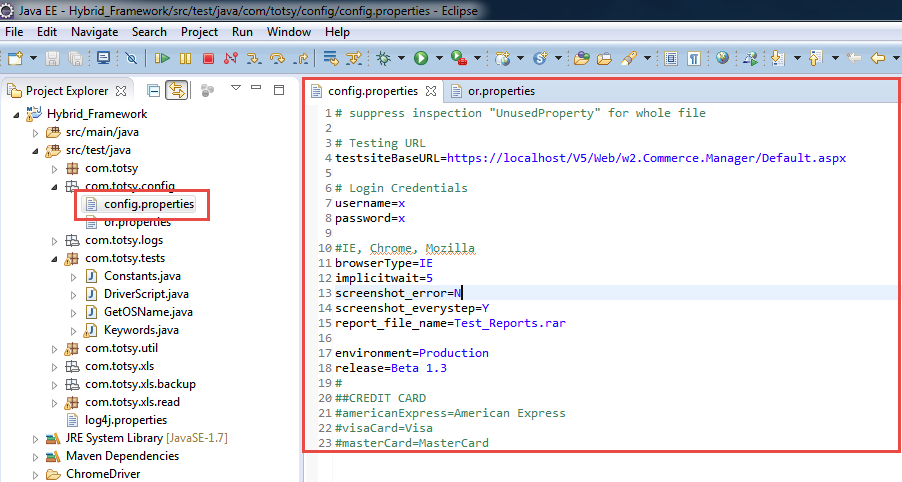 Java EE - Hybrid_Framework/src/test/java/com/totsy/config/config.properties - Eclipse
File Edit Navigate Search Project Run Window Help
Project Explorer
Hybrid_Framework
src/main/java
src/test/java
com.totsy
com.totsy.config
config.properties
or.properties
com.totsy.logs
com.totsy.tests
Constants.java
DriverScript.java
GetOSName.java
Keywords.java
com.totsy.util
com.totsy.xls
com.totsy.xls.backup
com.totsy.xls.read
log4j.properties
JRE System Library [JavaSE-1.7]
Maven Dependencies
ChromeDriver
config.properties or.properties
1 # suppress inspection "UnusedProperty" for whole file
2
3 # Testing URL
4 testsiteBaseURL=https://localhost/V5/Web/w2.Commerce.Manager/Default.aspx
5
6 # Login Credentials
7 username=x
8 password=x
9
10 #IE, Chrome, Mozilla
11 browserType=IE
12 implicitwait=5
13 screenshot_error=N
14 screenshot_everystep=Y
15 report_file_name=Test_Reports.rar
16
17 environment=Production
18 release=Beta 1.3
19 #
20 ##CREDIT CARD
21 #americanExpress=American Express
22 #visaCard=Visa
23 #masterCard=MasterCard